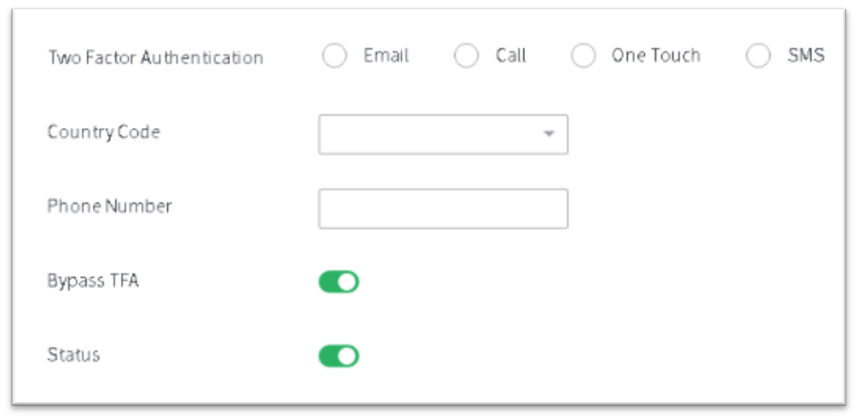 Two Factor Authentication Email Call One Touch SMS
Country Code
Phone Number
Bypass TFA
Status